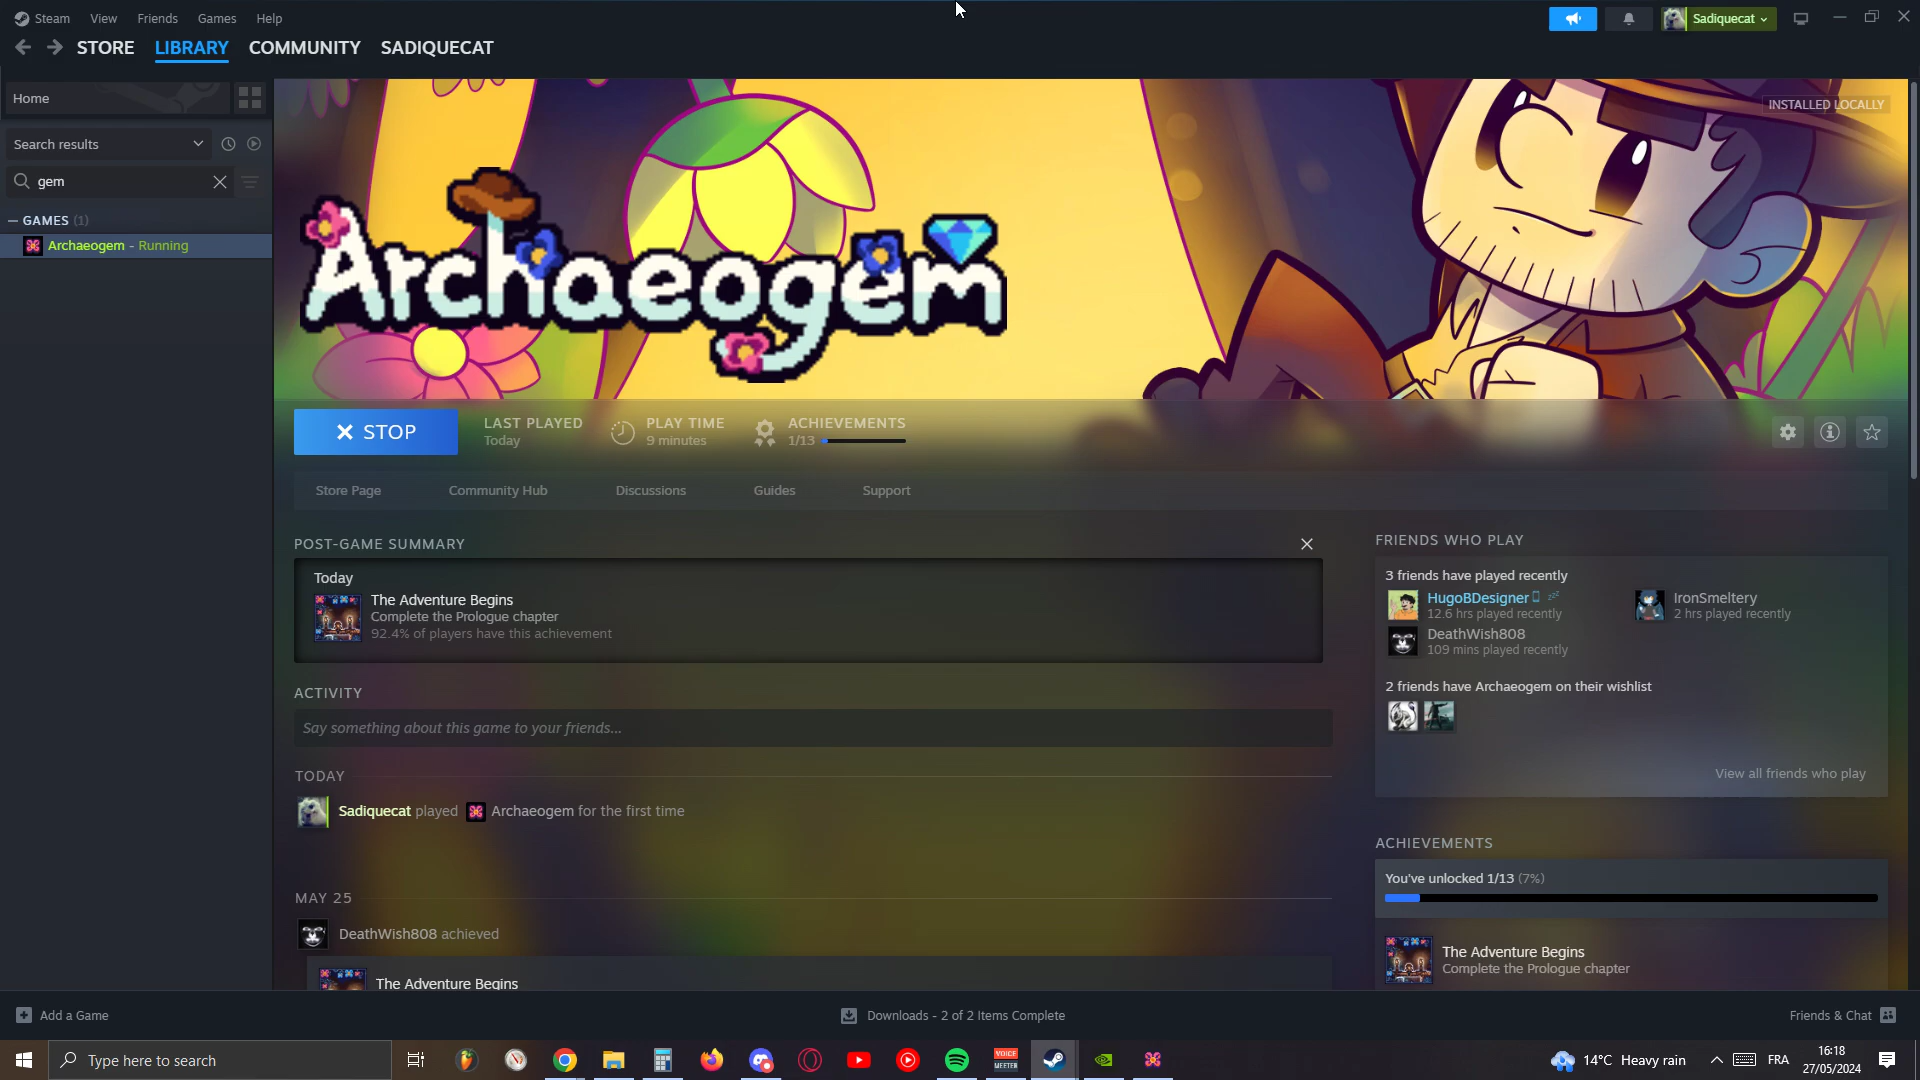 Steam View Friends Games Help
Sadiquecat
STORE LIBRARY COMMUNITY SADIQUECAT
Home
INSTALLED LOCALLY
Search results
gem
GAMES (1)
Archaeogem - Running
Archaeogem
STOP
LAST PLAYED
Today
PLAY TIME
9 minutes
ACHIEVEMENTS
1/13
Store Page Community Hub Discussions Guides Support
POST-GAME SUMMARY
Today
The Adventure Begins
Complete the Prologue chapter
92.4% of players have this achievement
ACTIVITY
Say something about this game to your friends...
TODAY
Sadiquecat played Archaeogem for the first time
MAY 25
DeathWish808 achieved
The Adventure Begins
FRIENDS WHO PLAY
3 friends have played recently
HugoBDesigner
12.6 hrs played recently
IronSmeltery
2 hrs played recently
DeathWish808
109 mins played recently
2 friends have Archaeogem on their wishlist
View all friends who play
ACHIEVEMENTS
You've unlocked 1/13 (7%)
The Adventure Begins
Complete the Prologue chapter
Add a Game
Downloads - 2 of 2 Items Complete
Friends & Chat
Type here to search
VOICE
MEETER
14°C Heavy rain
FRA
16:18
27/05/2024